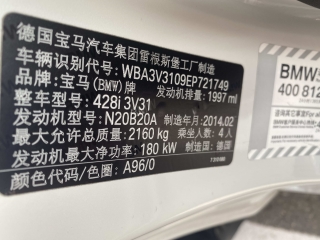 德国宝马汽车集团雷根斯堡工厂制造
车辆识别代号: WBA3V3109EP721749
品牌: 宝马(BMW)牌 发动机排量: 1997 ml
整车型号: 428i 3V31
发动机型号: N20B20A 制造年月: 2014.02
最大允许总质量: 2160 kg 乘坐人数: 4 人
发动机最大净功率: 180 kW 制造国: 德国
颜色代码/色圈: A96/0
BMW
400 812